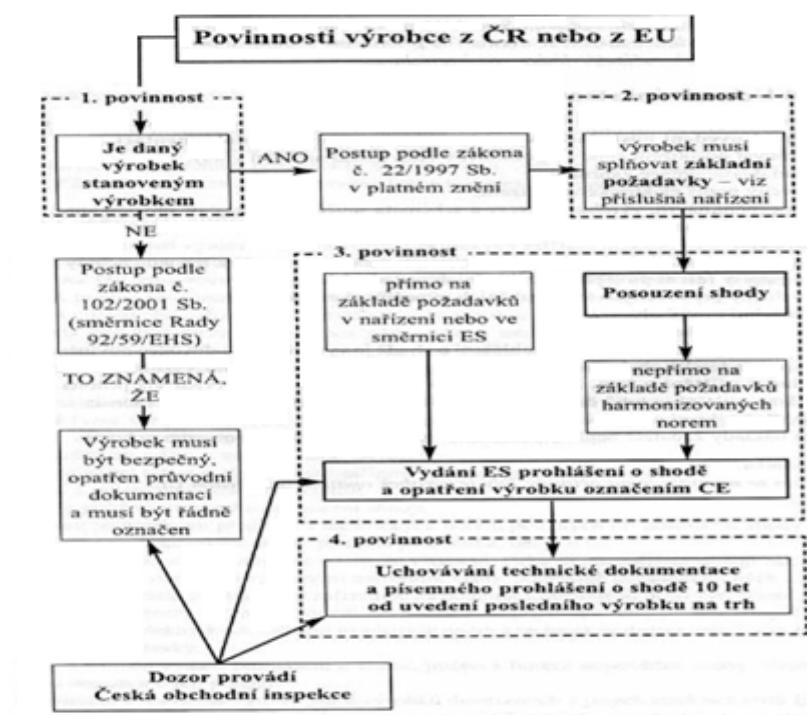 Povinnosti výrobce z ČR nebo z EU
1. povinnost
Je daný
výrobek
stanoveným
výrobkem
ANO
Postup podle zákona
č. 22/1997 Sb.
v platném znění
2. povinnost
výrobek musí
splňovat základní
požadavky – viz
příslušná nařízení
NE
Postup podle
zákona č.
102/2001 Sb.
(směrnice Rady
92/59/EHS)
TO ZNAMENÁ,
ŽE
Výrobek musí
být bezpečný,
opatřen průvodní
dokumentací
a musí být řádně
označen
3. povinnost
přímo na
základě požadavků
v nařízení nebo ve
směrnici ES
Posouzení shody
nepřímo na
základě požadavků
harmonizovaných
norem
Vydání ES prohlášení o shodě
a opatření výrobku označením CE
4. povinnost
Uchovávání technické dokumentace
a písemného prohlášení o shodě 10 let
od uvedení posledního výrobku na trh
Dozor provádí
Česká obchodní inspekce